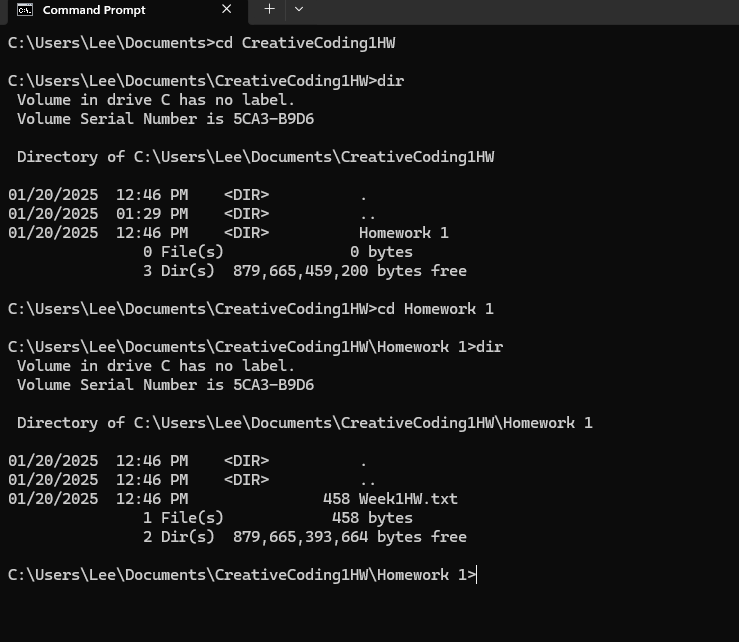 Command Prompt
C:\Users\Lee\Documents>cd CreativeCoding1HW
C:\Users\Lee\Documents\CreativeCoding1HW>dir
Volume in drive C has no label.
Volume Serial Number is 5CA3-B9D6
Directory of C:\Users\Lee\Documents\CreativeCoding1HW
01/20/2025  12:46 PM    <DIR>          .
01/20/2025  01:29 PM    <DIR>          ..
01/20/2025  12:46 PM    <DIR>          Homework 1
0 File(s)              0 bytes
3 Dir(s)  879,665,459,200 bytes free
C:\Users\Lee\Documents\CreativeCoding1HW>cd Homework 1
C:\Users\Lee\Documents\CreativeCoding1HW\Homework 1>dir
Volume in drive C has no label.
Volume Serial Number is 5CA3-B9D6
Directory of C:\Users\Lee\Documents\CreativeCoding1HW\Homework 1
01/20/2025  12:46 PM    <DIR>          .
01/20/2025  12:46 PM    <DIR>          ..
01/20/2025  12:46 PM               458 Week1HW.txt
1 File(s)            458 bytes
2 Dir(s)  879,665,393,664 bytes free
C:\Users\Lee\Documents\CreativeCoding1HW\Homework 1>